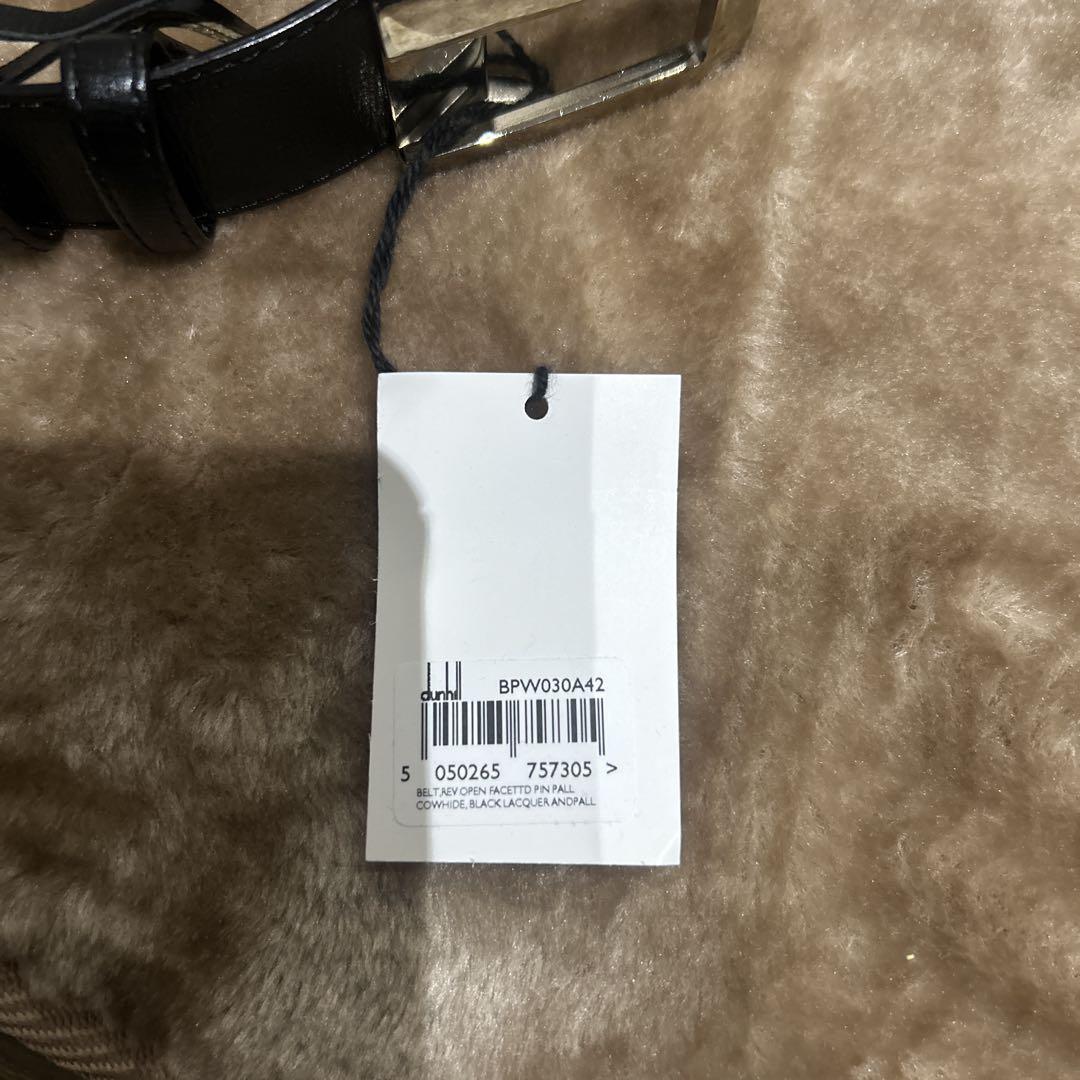 dunhill BPW030A42
5 050265 757305 >
BELT,REV.OPEN FACETTD PIN PALL
COWHIDE, BLACK LACQUER ANDPALL